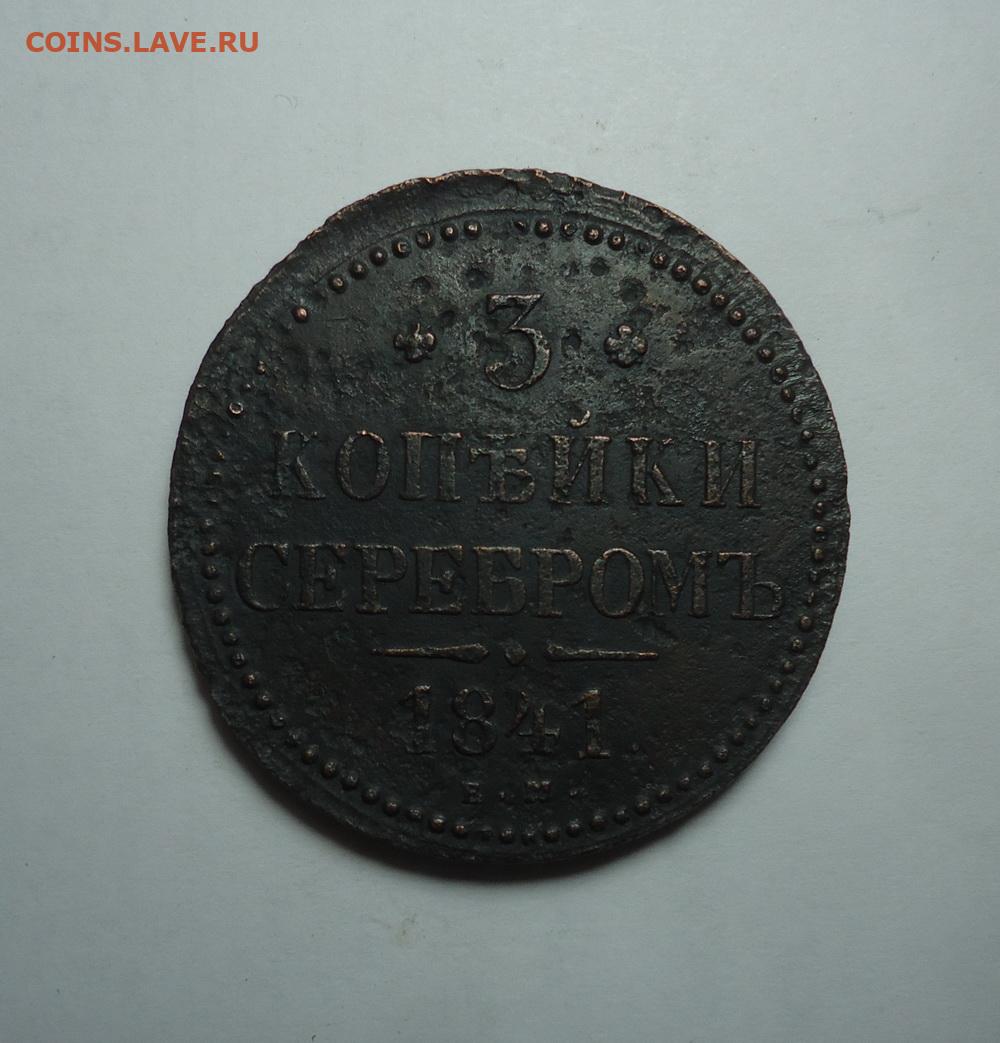 COINS.LAVE.RU
3
КОПѢЙКИ
СЕРЕБРОМЪ
1841.
Е.М.